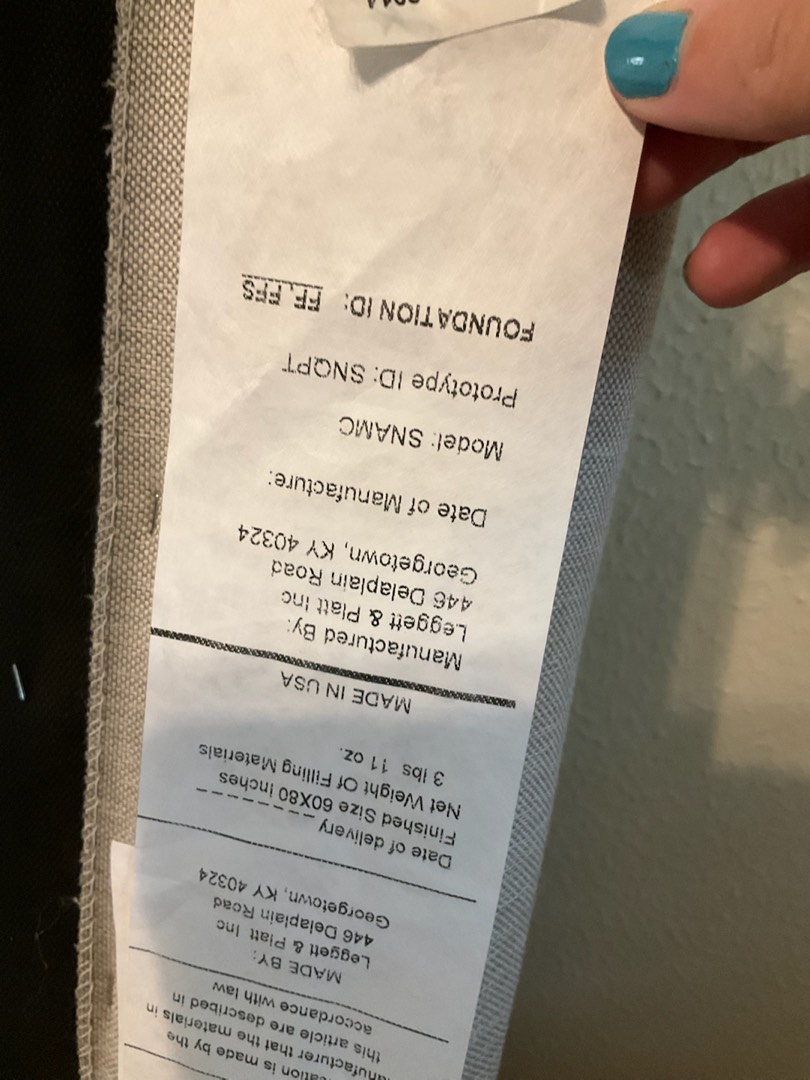 this article are described in
accordance with law
MADE BY:
Leggett & Platt Inc
446 Delaplain Road
Georgetown, KY 40324
Date of delivery _ _ _ _ _ _ _ _
Finished Size 60X80 Inches
Net Weight Of Filling Materials
3 lbs 11 oz.
MADE IN USA
Manufactured By:
Leggett & Platt Inc
446 Delaplain Road
Georgetown, KY 40324
Date of Manufacture:
Model: SNAMC
Prototype ID: SNQPT
FOUNDATION ID: FF, FFS